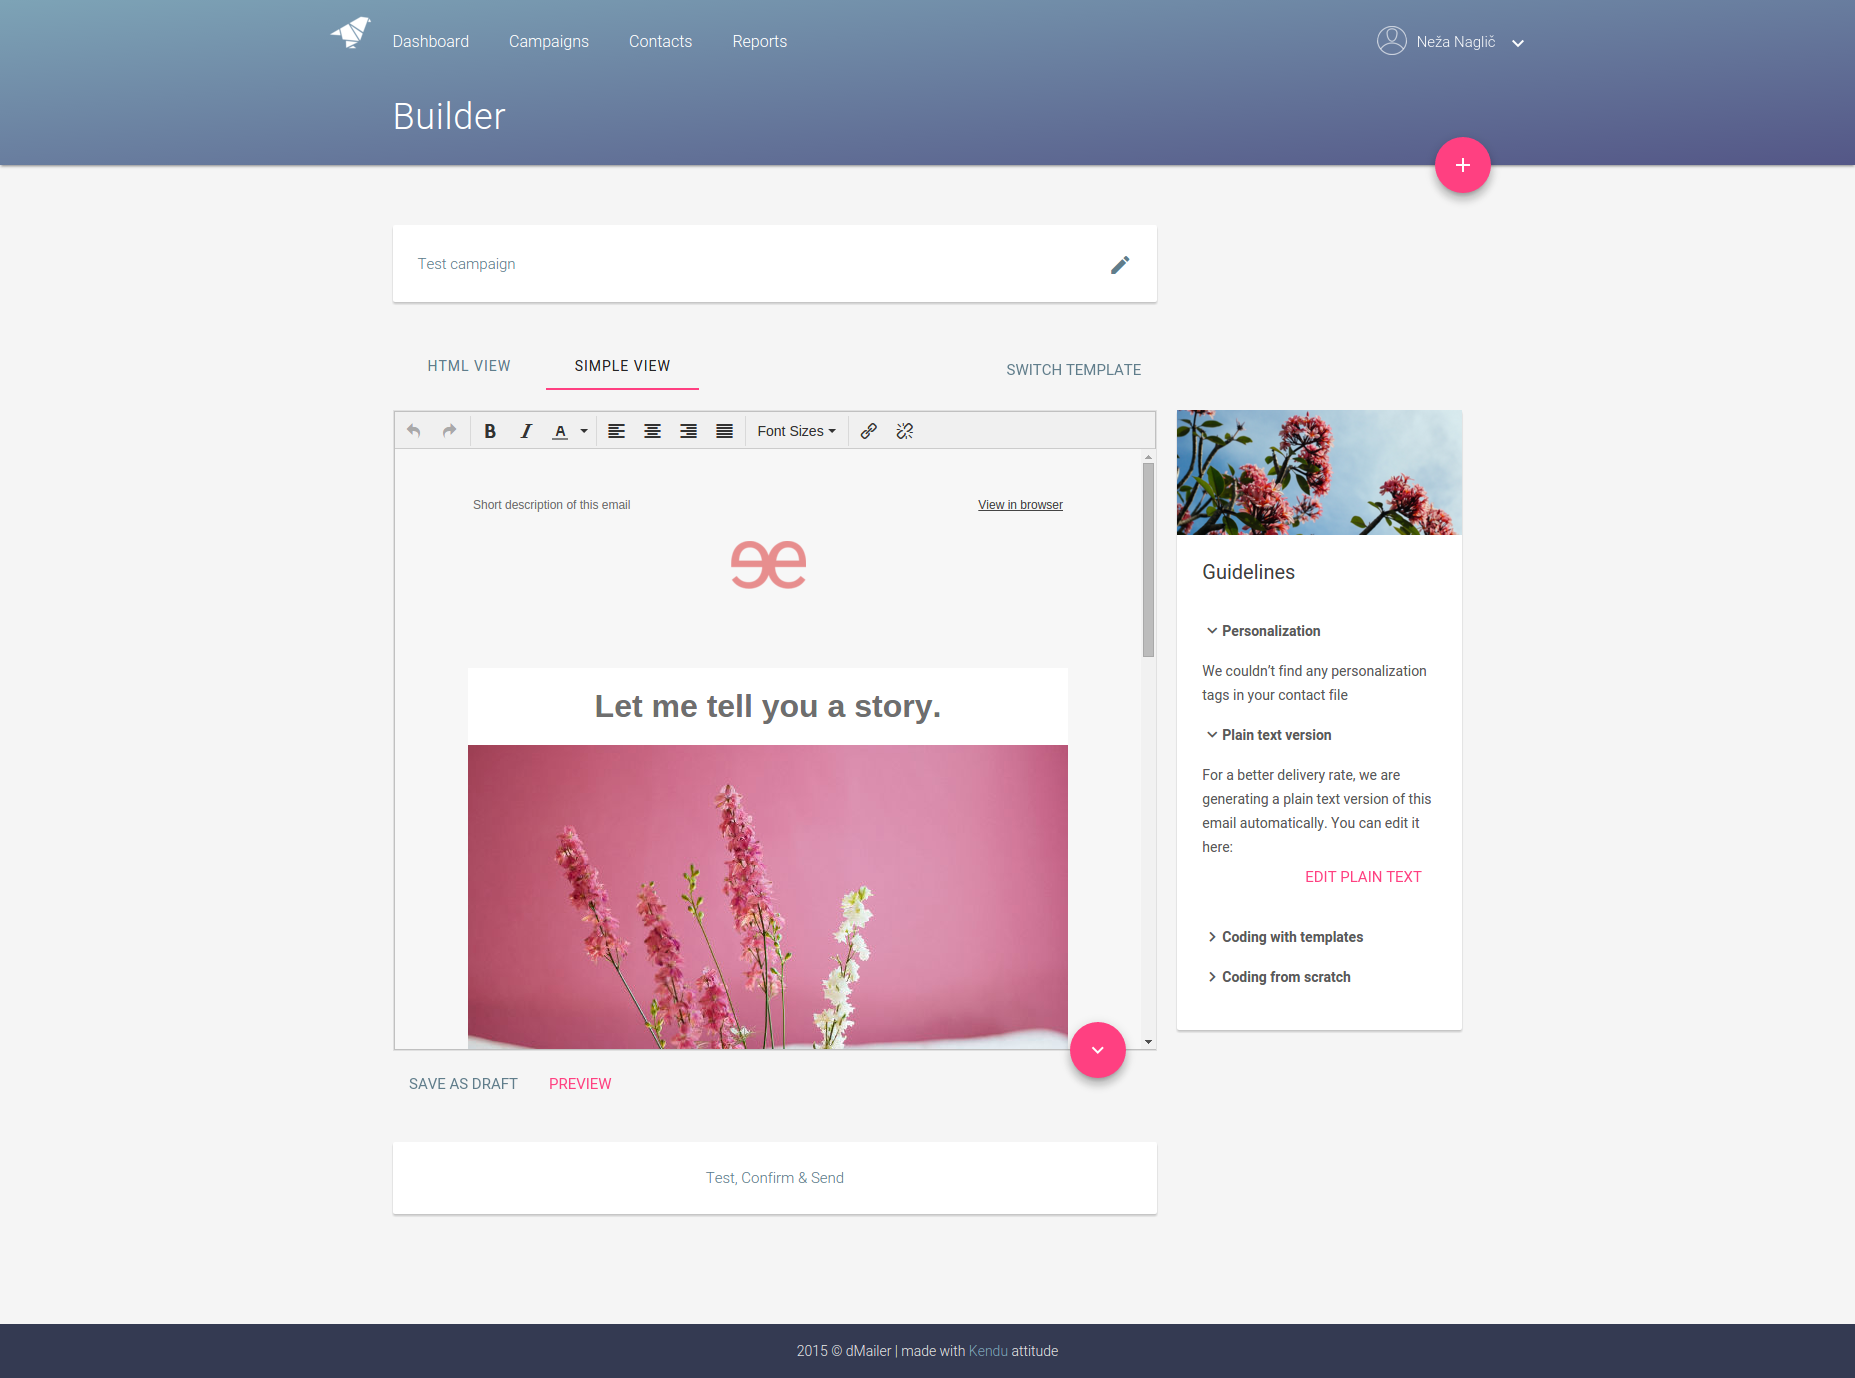 Dashboard Campaigns Contacts Reports Neža Naglič
Builder
Test campaign
HTML VIEW SIMPLE VIEW SWITCH TEMPLATE
B I A Font Sizes
Short description of this email View in browser
ee
Let me tell you a story.
Guidelines
Personalization
We couldn’t find any personalization
tags in your contact file
Plain text version
For a better delivery rate, we are
generating a plain text version of this
email automatically. You can edit it
here:
EDIT PLAIN TEXT
Coding with templates
Coding from scratch
SAVE AS DRAFT PREVIEW
Test, Confirm & Send
2015 © dMailer | made with Kendu attitude